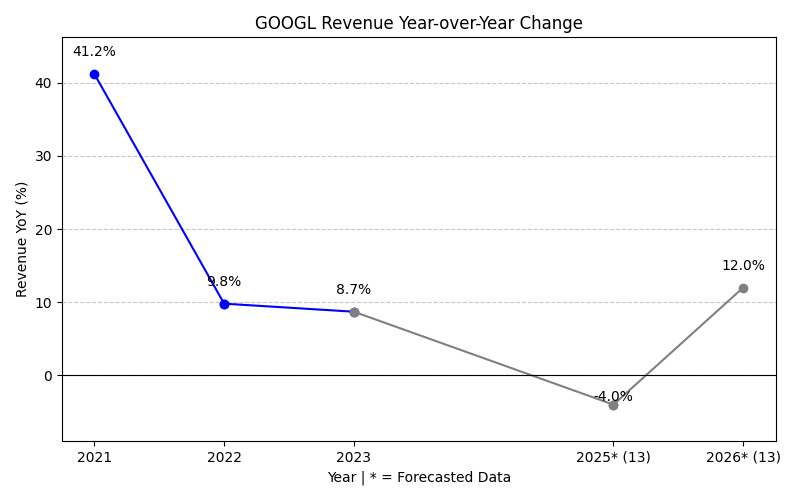 GOOGL Revenue Year-over-Year Change
41.2%
9.8%
8.7%
-4.0%
12.0%
40
30
20
10
0
Revenue YoY (%)
2021 2022 2023 2025* (13) 2026* (13)
Year | * = Forecasted Data